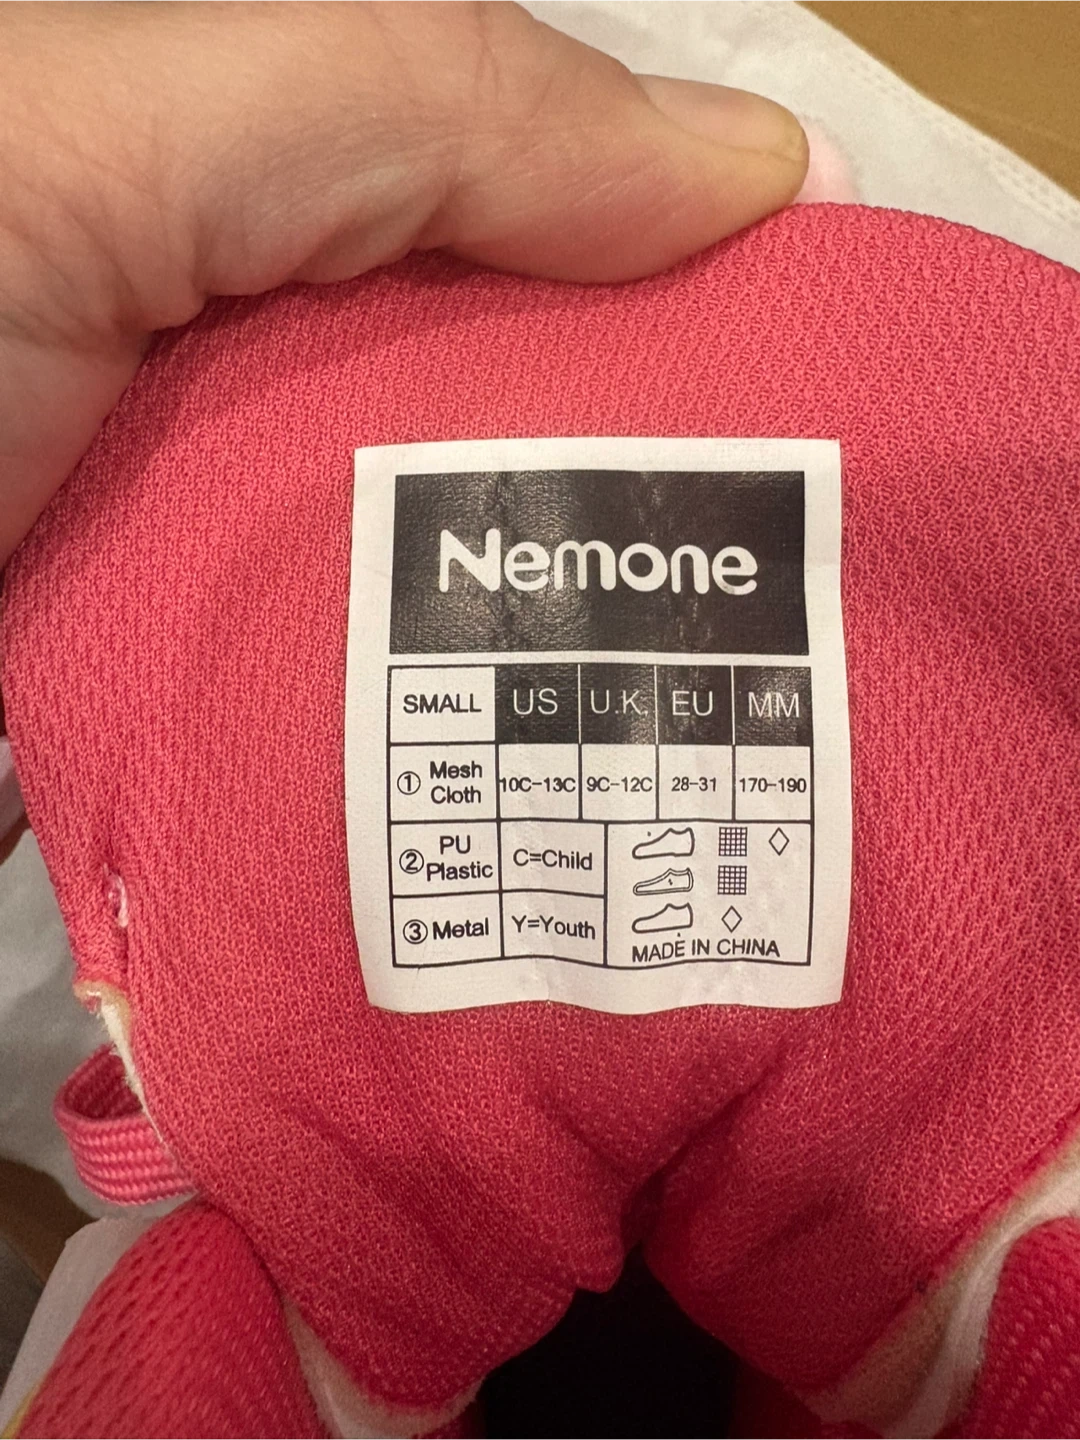 Nemone
SMALL US U.K. EU MM
① Mesh Cloth 10C-13C 9C-12C 28-31 170-190
② PU Plastic C=Child
③ Metal Y=Youth
MADE IN CHINA